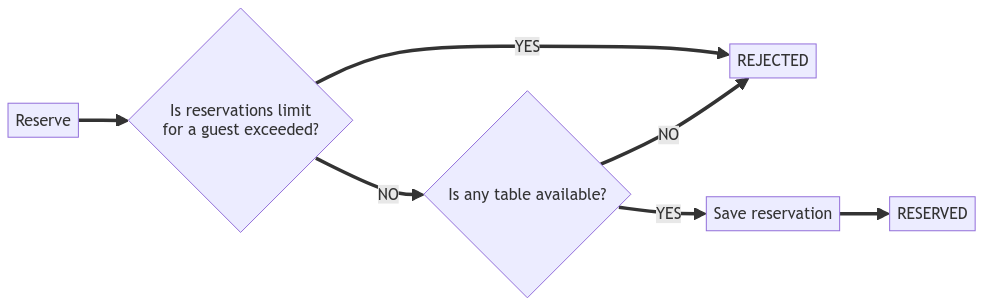 Reserve
Is reservations limit
for a guest exceeded?
YES
REJECTED
NO
Is any table available?
NO
YES
Save reservation
RESERVED